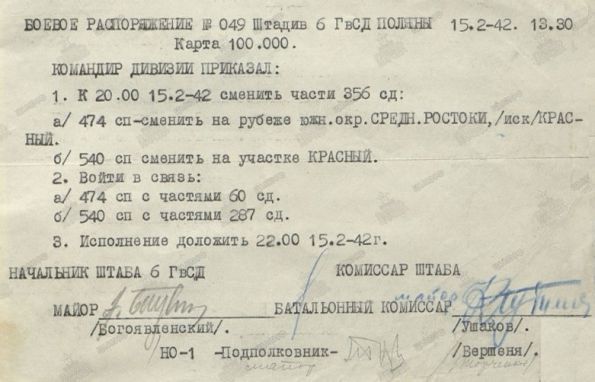 БОЕВОЕ РАСПОРЯЖЕНИЕ № 049 Штадив 6 ГвСД ПОЛЯНЫ 15.2-42. 13.30
Карта 100.000.
КОМАНДИР ДИВИЗИИ ПРИКАЗАЛ:
1. К 20.00 15.2-42 сменить части 356 сд:
а/ 474 сп-сменить на рубеже южн.окр.СРЕДН.РОСТОКИ,/иск/КРАС-
НЫЙ.
б/ 540 сп сменить на участке КРАСНЫЙ.
2. Войти в связь:
а/ 474 сп с частями 60 сд.
б/ 540 сп с частями 287 сд.
3. Исполнение доложить 22.00 15.2-42г.
НАЧАЛЬНИК ШТАБА 6 ГвСД КОМИССАР ШТАБА
МАЙОР БАТАЛЬОННЫЙ КОМИССАР майор
/Богоявленский/. /Ушаков/.
НО-1 -Подполковник- /Вершеня/.
майор